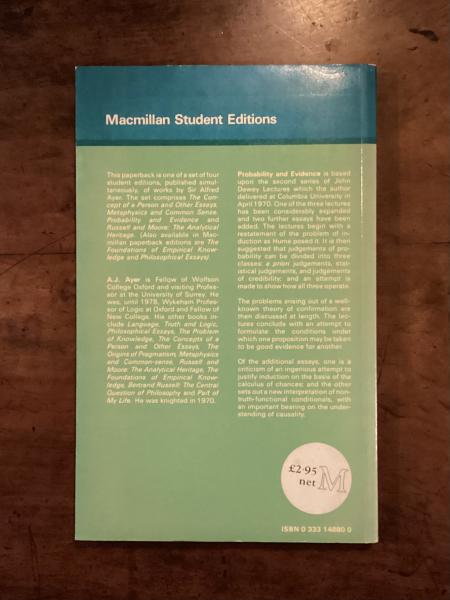 Macmillan Student Editions
This paperback is one of a set of four
student editions, published simul-
taneously, of works by Sir Alfred
Ayer. The set comprises The Con-
cept of a Person and Other Essays,
Metaphysics and Common Sense,
Probability and Evidence and
Russell and Moore: The Analytical
Heritage. (Also available in Mac-
millan paperback editions are The
Foundations of Empirical Know-
ledge and Philosophical Essays)
A.J. Ayer is Fellow of Wolfson
College Oxford and visiting Profes-
sor at the University of Surrey. He
was, until 1978, Wykeham Profes-
sor of Logic at Oxford and Fellow of
New College. His other books in-
clude Language, Truth and Logic,
Philosophical Essays, The Problem
of Knowledge, The Concepts of a
Person and Other Essays, The
Origins of Pragmatism, Metaphysics
and Common-sense, Russell and
Moore: The Analytical Heritage, The
Foundations of Empirical Know-
ledge, Bertrand Russell: The Central
Question of Philosophy and Part of
My Life. He was knighted in 1970.
Probability and Evidence is based
upon the second series of John
Dewey Lectures which the author
delivered at Columbia University in
April 1970. One of the three lectures
has been considerably expanded
and two further essays have been
added. The lectures begin with a
restatement of the problem of in-
duction as Hume posed it. It is then
suggested that judgements of pro-
bability can be divided into three
classes: a priori judgements, stat-
istical judgements, and judgements
of credibility: and an attempt is
made to show how all three operate.
The problems arising out of a well-
known theory of confirmation are
then discussed at length. The lec-
tures conclude with an attempt to
formulate the conditions under
which one proposition may be taken
to be good evidence for another.
Of the additional essays, one is a
criticism of an ingenious attempt to
justify induction on the basis of the
calculus of chances: and the other
sets out a new interpretation of non-
truth-functional conditionals, with
an important bearing on the under-
standing of causality.
£2·95
net M
ISBN 0 333 14880 0